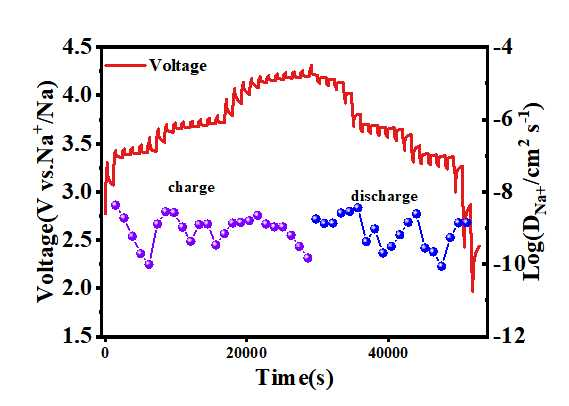 4.5
4.0
3.5
3.0
2.5
2.0
1.5
Voltage(V vs.Na⁺/Na)
Voltage
charge
discharge
-4
-6
-8
-10
-12
Log(D_Na+/cm² s⁻¹)
0
20000
40000
Time(s)